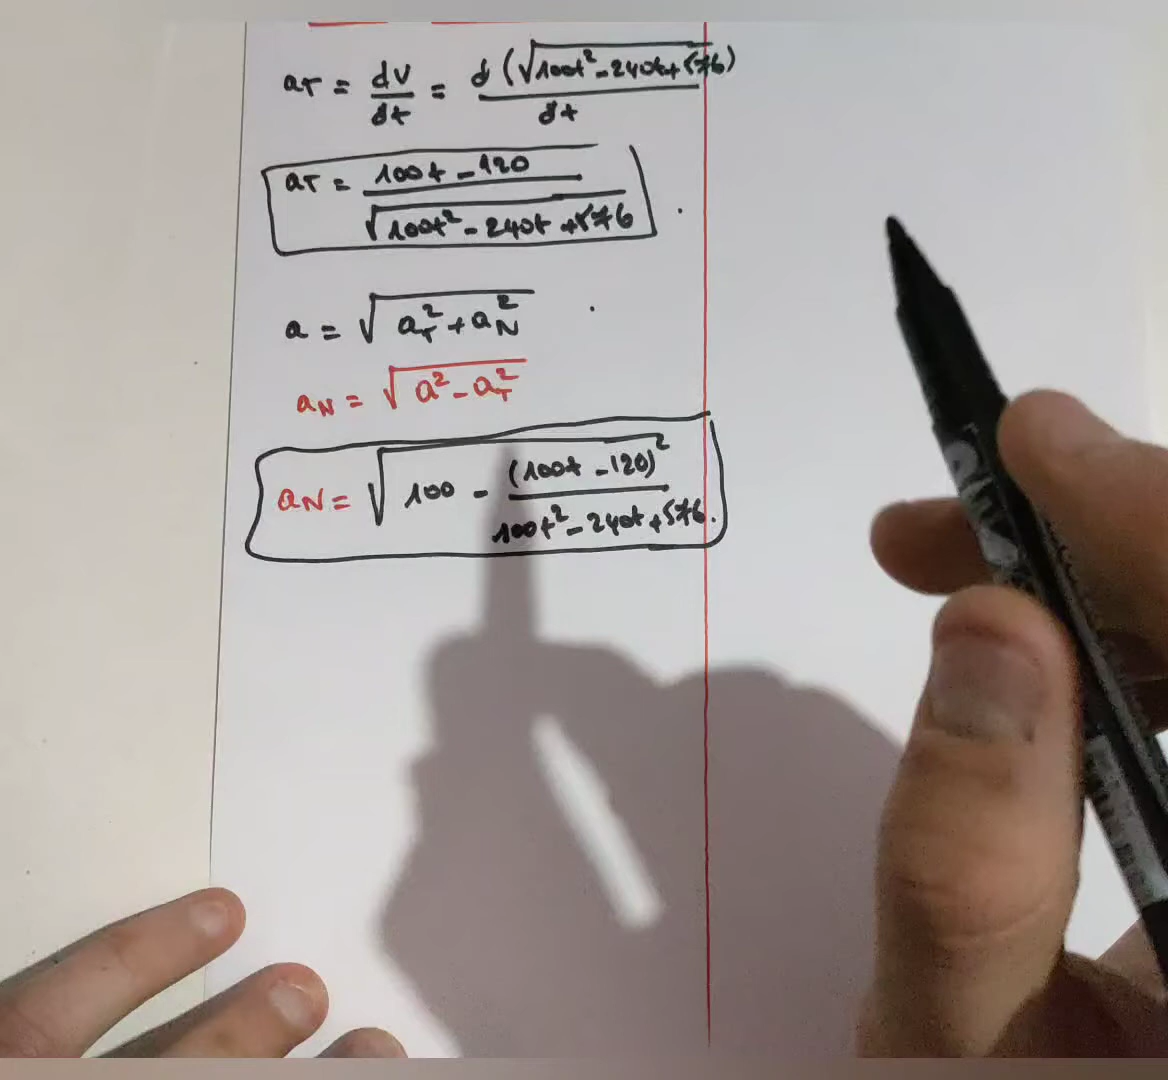 aT = dV/dt = d(√100t² - 240t + 576)/dt
aT = 100t - 120/√100t² - 240t + 576
a = √aT² + aN²
aN = √a² - aT²
aN = √100 - (100t - 120)²/100t² - 240t + 576